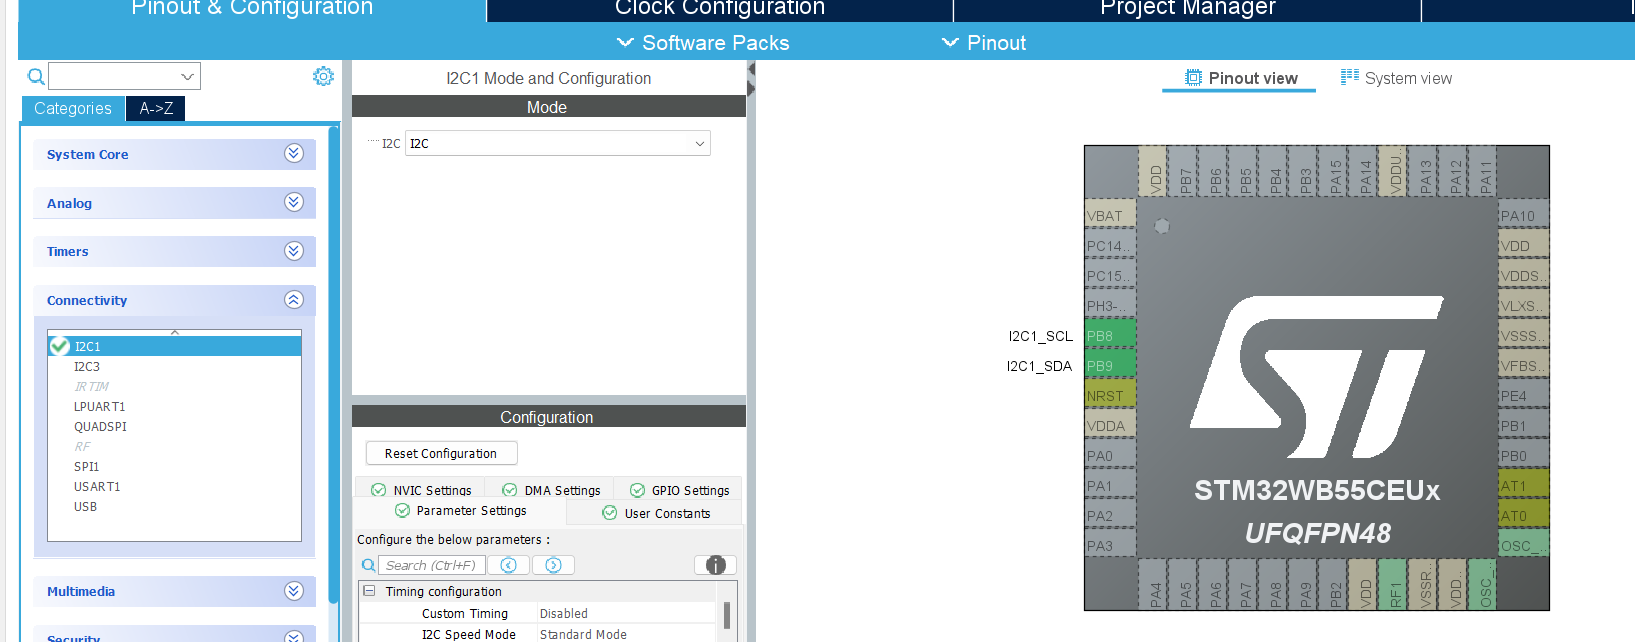 Pinout & Configuration
Clock Configuration
Project Manager
Software Packs
Pinout
Categories
A->Z
System Core
Analog
Timers
Connectivity
I2C1
I2C3
IRTIM
LPUART1
QUADSPI
RF
SPI1
USART1
USB
Multimedia
Security
I2C1 Mode and Configuration
Mode
I2C I2C
Configuration
Reset Configuration
NVIC Settings
DMA Settings
GPIO Settings
Parameter Settings
User Constants
Configure the below parameters :
Search (Ctrl+F)
Timing configuration
Custom Timing Disabled
I2C Speed Mode Standard Mode
Pinout view
System view
VDD
PB7
PB6
PB5
PB4
PB3
PA15
PA14
VDDU..
PA13
PA12
PA11
VBAT
PC14..
PC15..
PH3-..
I2C1_SCL PB8
I2C1_SDA PB9
NRST
VDDA
PA0
PA1
PA2
PA3
PA10
VDD
VDDS..
VLXS..
VSSS..
VFBS..
PE4
PB1
PB0
AT1
AT0
OSC_..
STM32WB55CEUx
UFQFPN48
PA4
PA5
PA6
PA7
PA8
PA9
PB2
VDD
RF1
VSSR..
VDD..
OSC_..